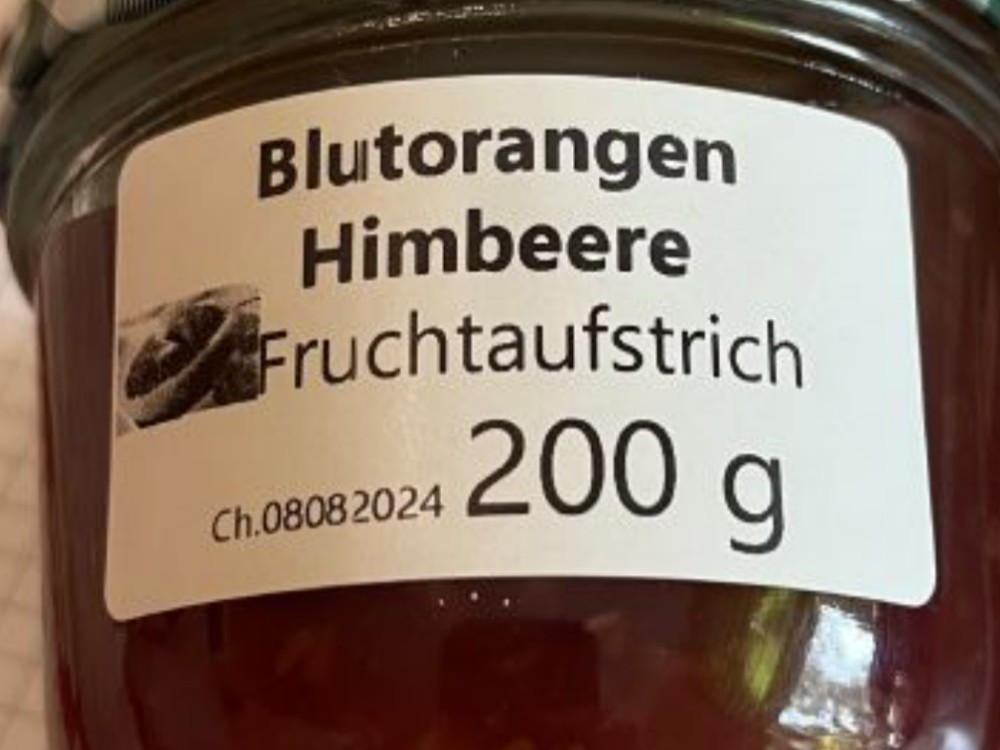 Blutorangen
Himbeere
Fruchtaufstrich
Ch.08082024 200 g